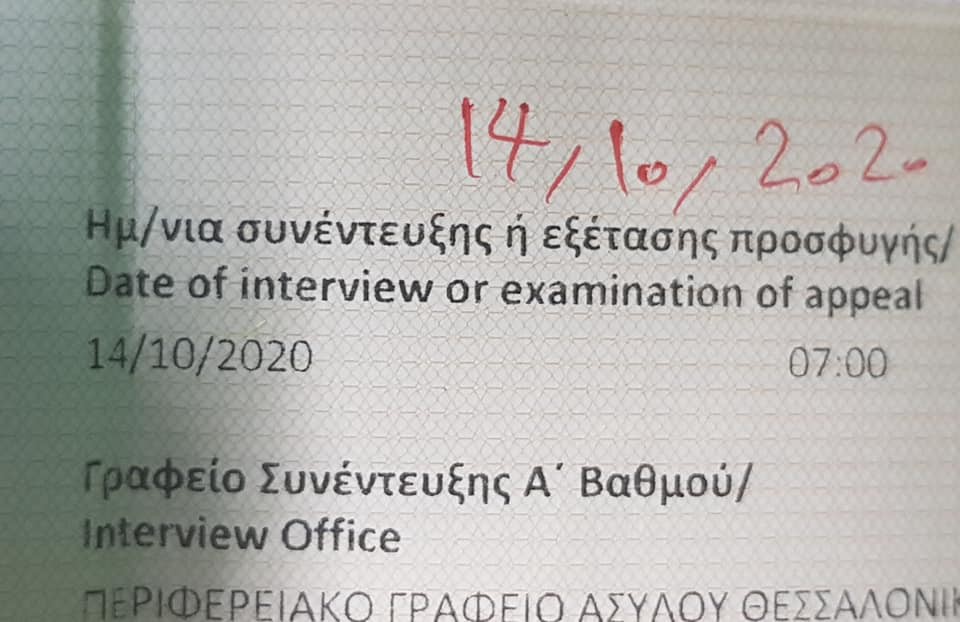 14/10/2020
Ημ/νια συνέντευξης ή εξέτασης προσφυγής/
Date of interview or examination of appeal
14/10/2020 07:00
Γραφείο Συνέντευξης Α΄ Βαθμού/
Interview Office
ΠΕΡΙΦΕΡΕΙΑΚΟ ΓΡΑΦΕΙΟ ΑΣΥΛΟΥ ΘΕΣΣΑΛΟΝΙΚ